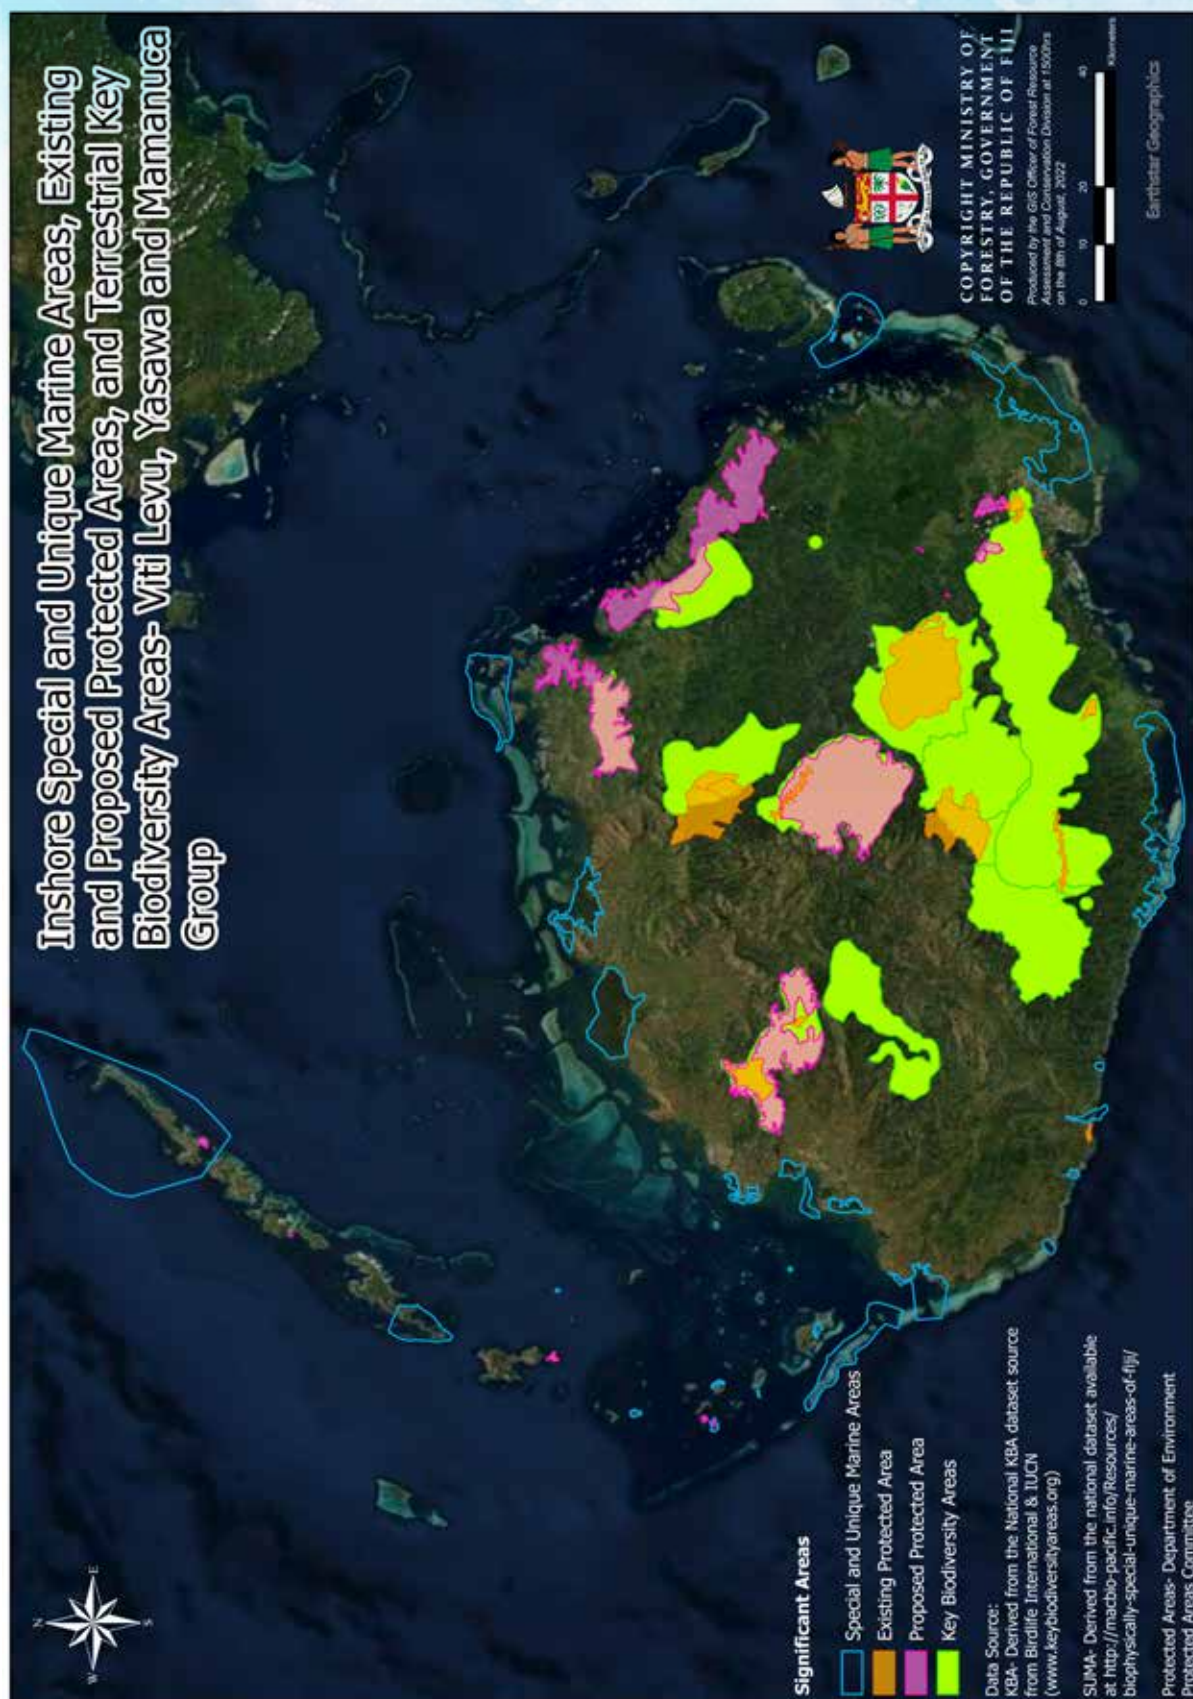 Inshore Special and Unique Marine Areas, Existing
and Proposed Protected Areas, and Terrestrial Key
Biodiversity Areas- Viti Levu, Yasawa and Mamanuca
Group
N
W
E
S
Significant Areas
Special and Unique Marine Areas
Existing Protected Area
Proposed Protected Area
Key Biodiversity Areas
Data Source:
KBA- Derived from the National KBA dataset source
from Birdlife International & IUCN
(www.keybiodiversityareas.org)
SUMA- Derived from the national dataset available
at http://macbio-pacific.info/Resources/
biophysically-special-unique-marine-areas-of-fiji/
Protected Areas- Department of Environment
Protected Areas Committee
COPYRIGHT MINISTRY OF
FORESTRY, GOVERNMENT
OF THE REPUBLIC OF FIJI
Produced by the GIS Officer of Forest Resource
Assessment and Conservation Division at 1500hrs
on the 8th of August, 2022
0 10 20 40
Kilometers
Earthstar Geographics